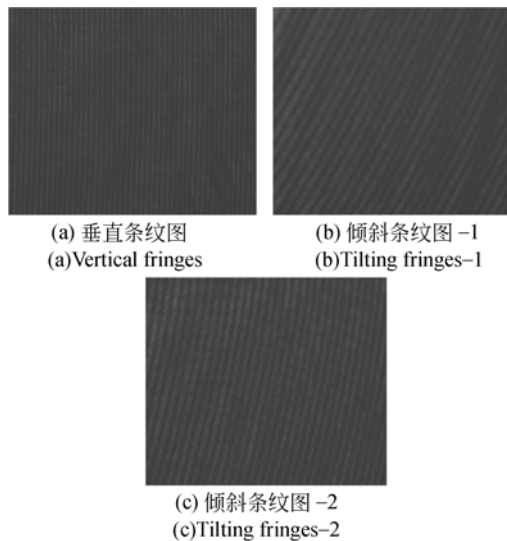 (a) 垂直条纹图
(a)Vertical fringes
(b) 倾斜条纹图 –1
(b)Tilting fringes–1
(c) 倾斜条纹图 –2
(c)Tilting fringes–2